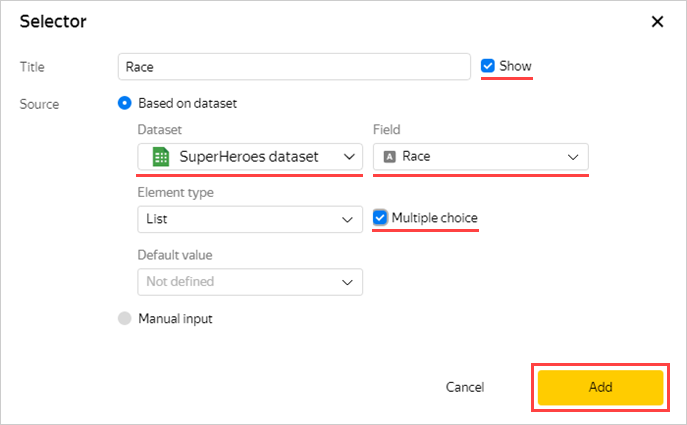 Selector
Title Race Show
Source Based on dataset
Dataset Field
SuperHeroes dataset A Race
Element type
List Multiple choice
Default value
Not defined
Manual input
Cancel Add